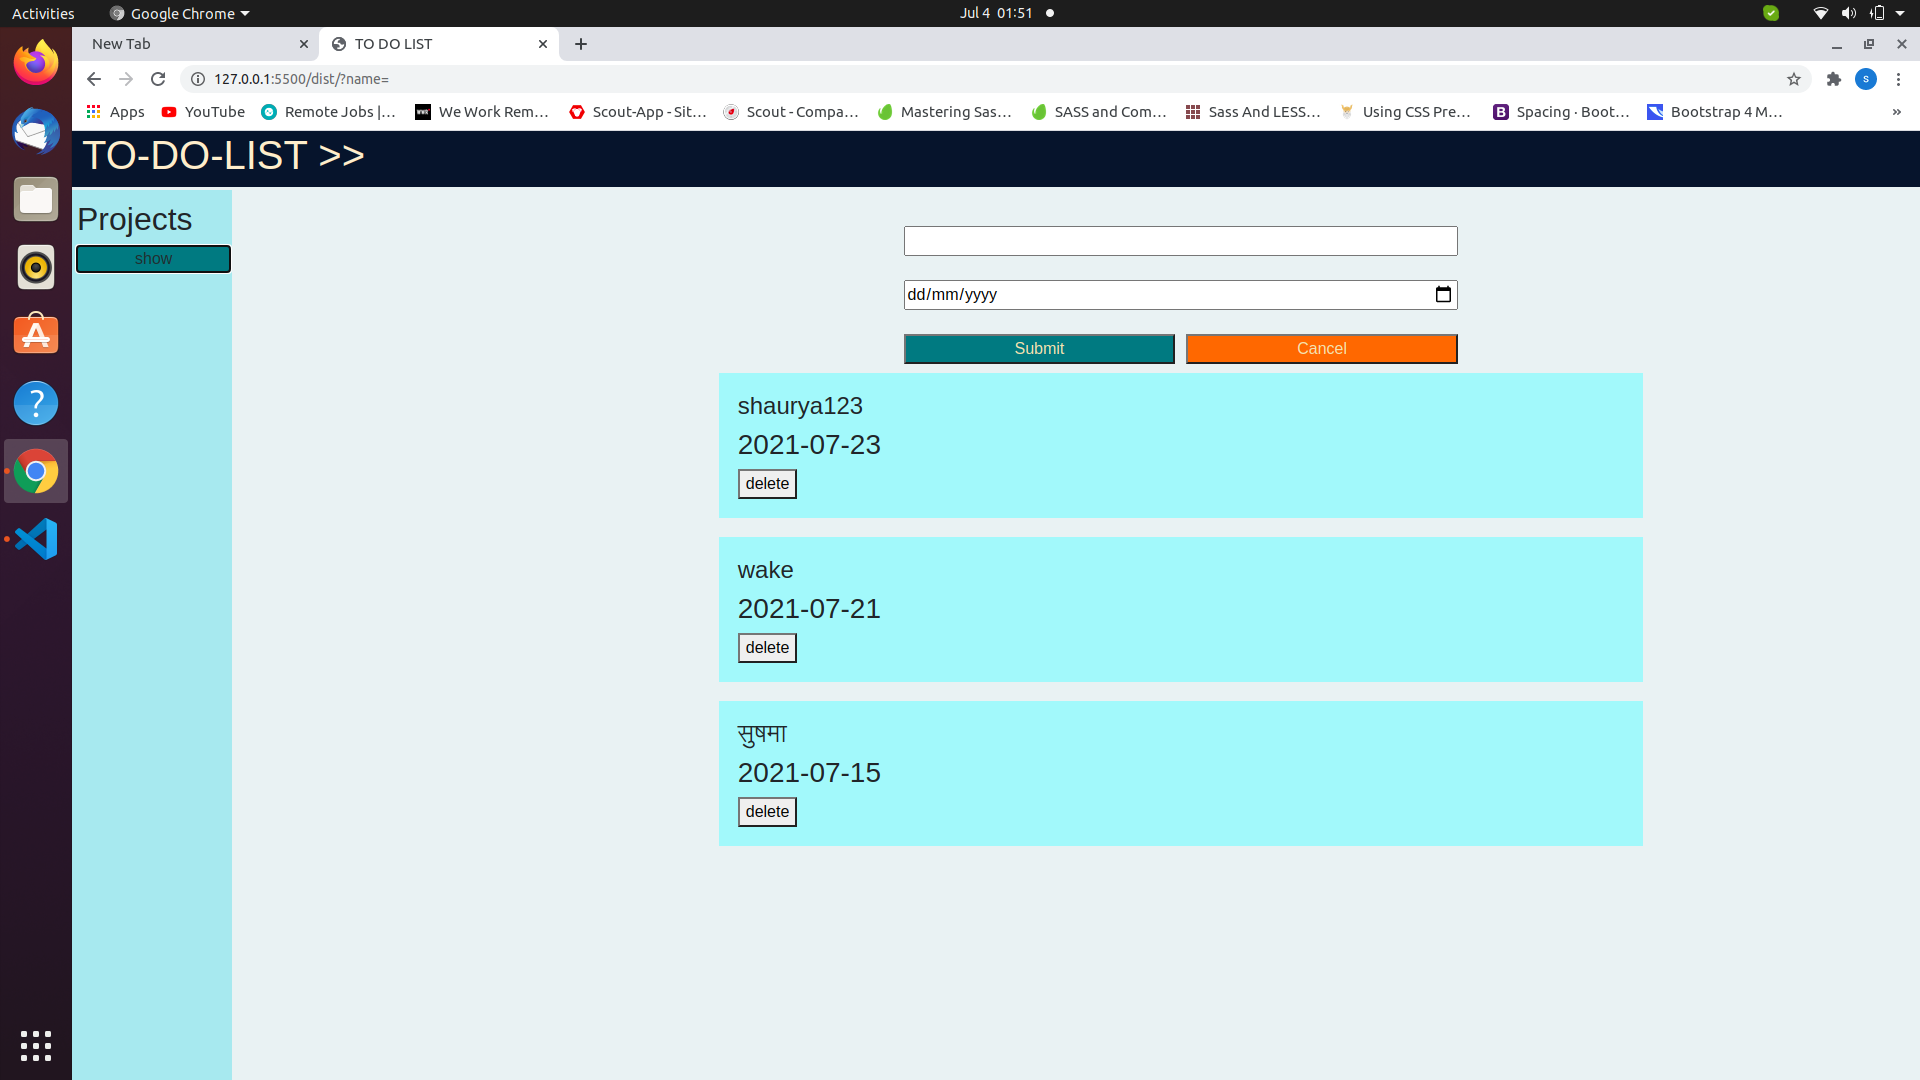 Activities
Google Chrome
Jul 4 01:51
New Tab
TO DO LIST
127.0.0.1:5500/dist/?name=
S
Apps
YouTube
Remote Jobs |...
We Work Rem...
Scout-App - Sit...
Scout - Compa...
Mastering Sas...
SASS and Com...
Sass And LESS...
Using CSS Pre...
Spacing · Boot...
Bootstrap 4 M...
»
TO-DO-LIST >>
Projects
show
dd/mm/yyyy
Submit
Cancel
shaurya123
2021-07-23
delete
wake
2021-07-21
delete
सुषमा
2021-07-15
delete